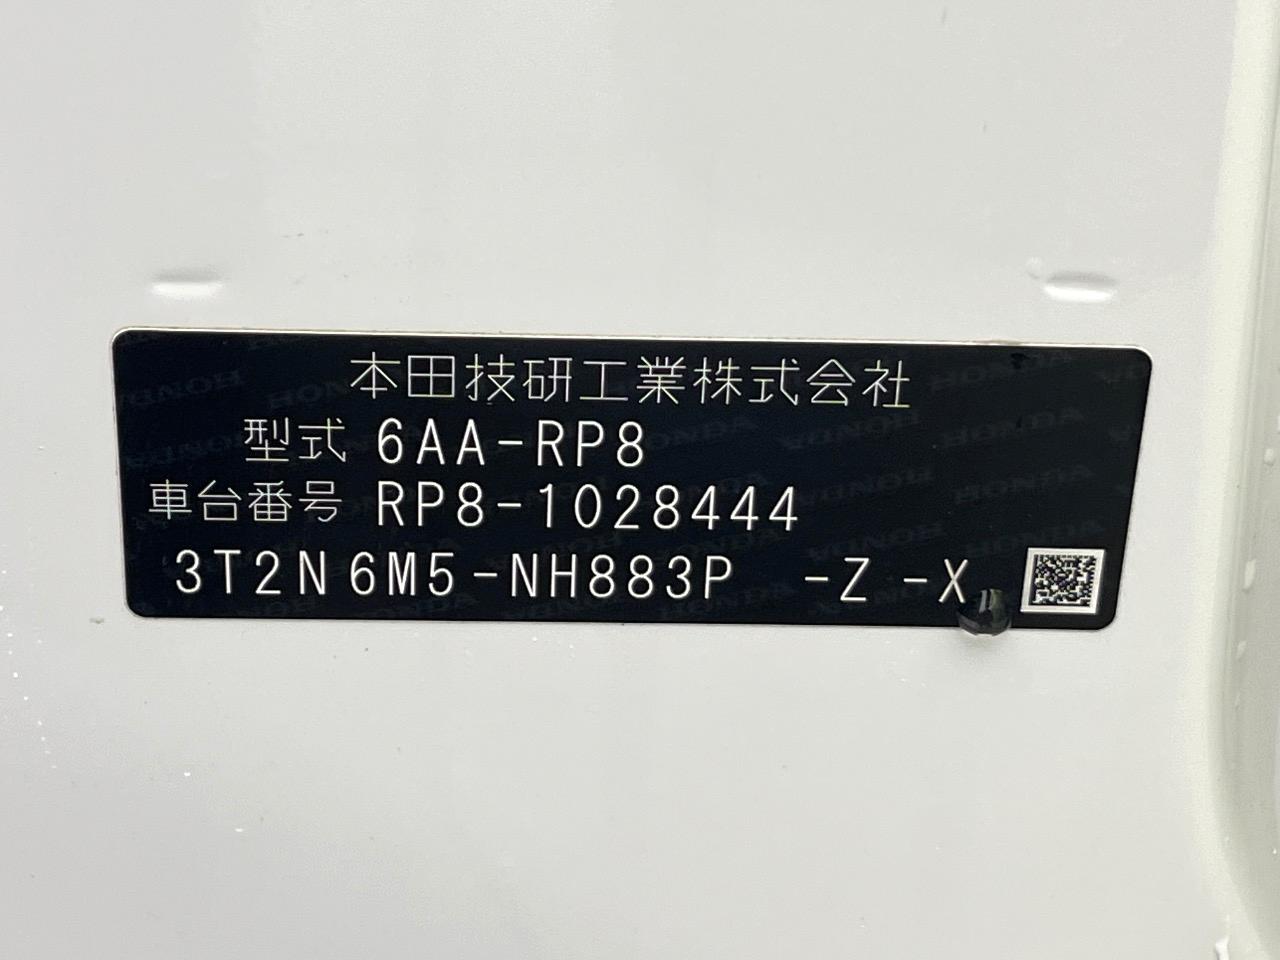 本田技研工業株式会社
型式 6AA-RP8
車台番号 RP8-1028444
3T2N6M5-NH883P -Z -X